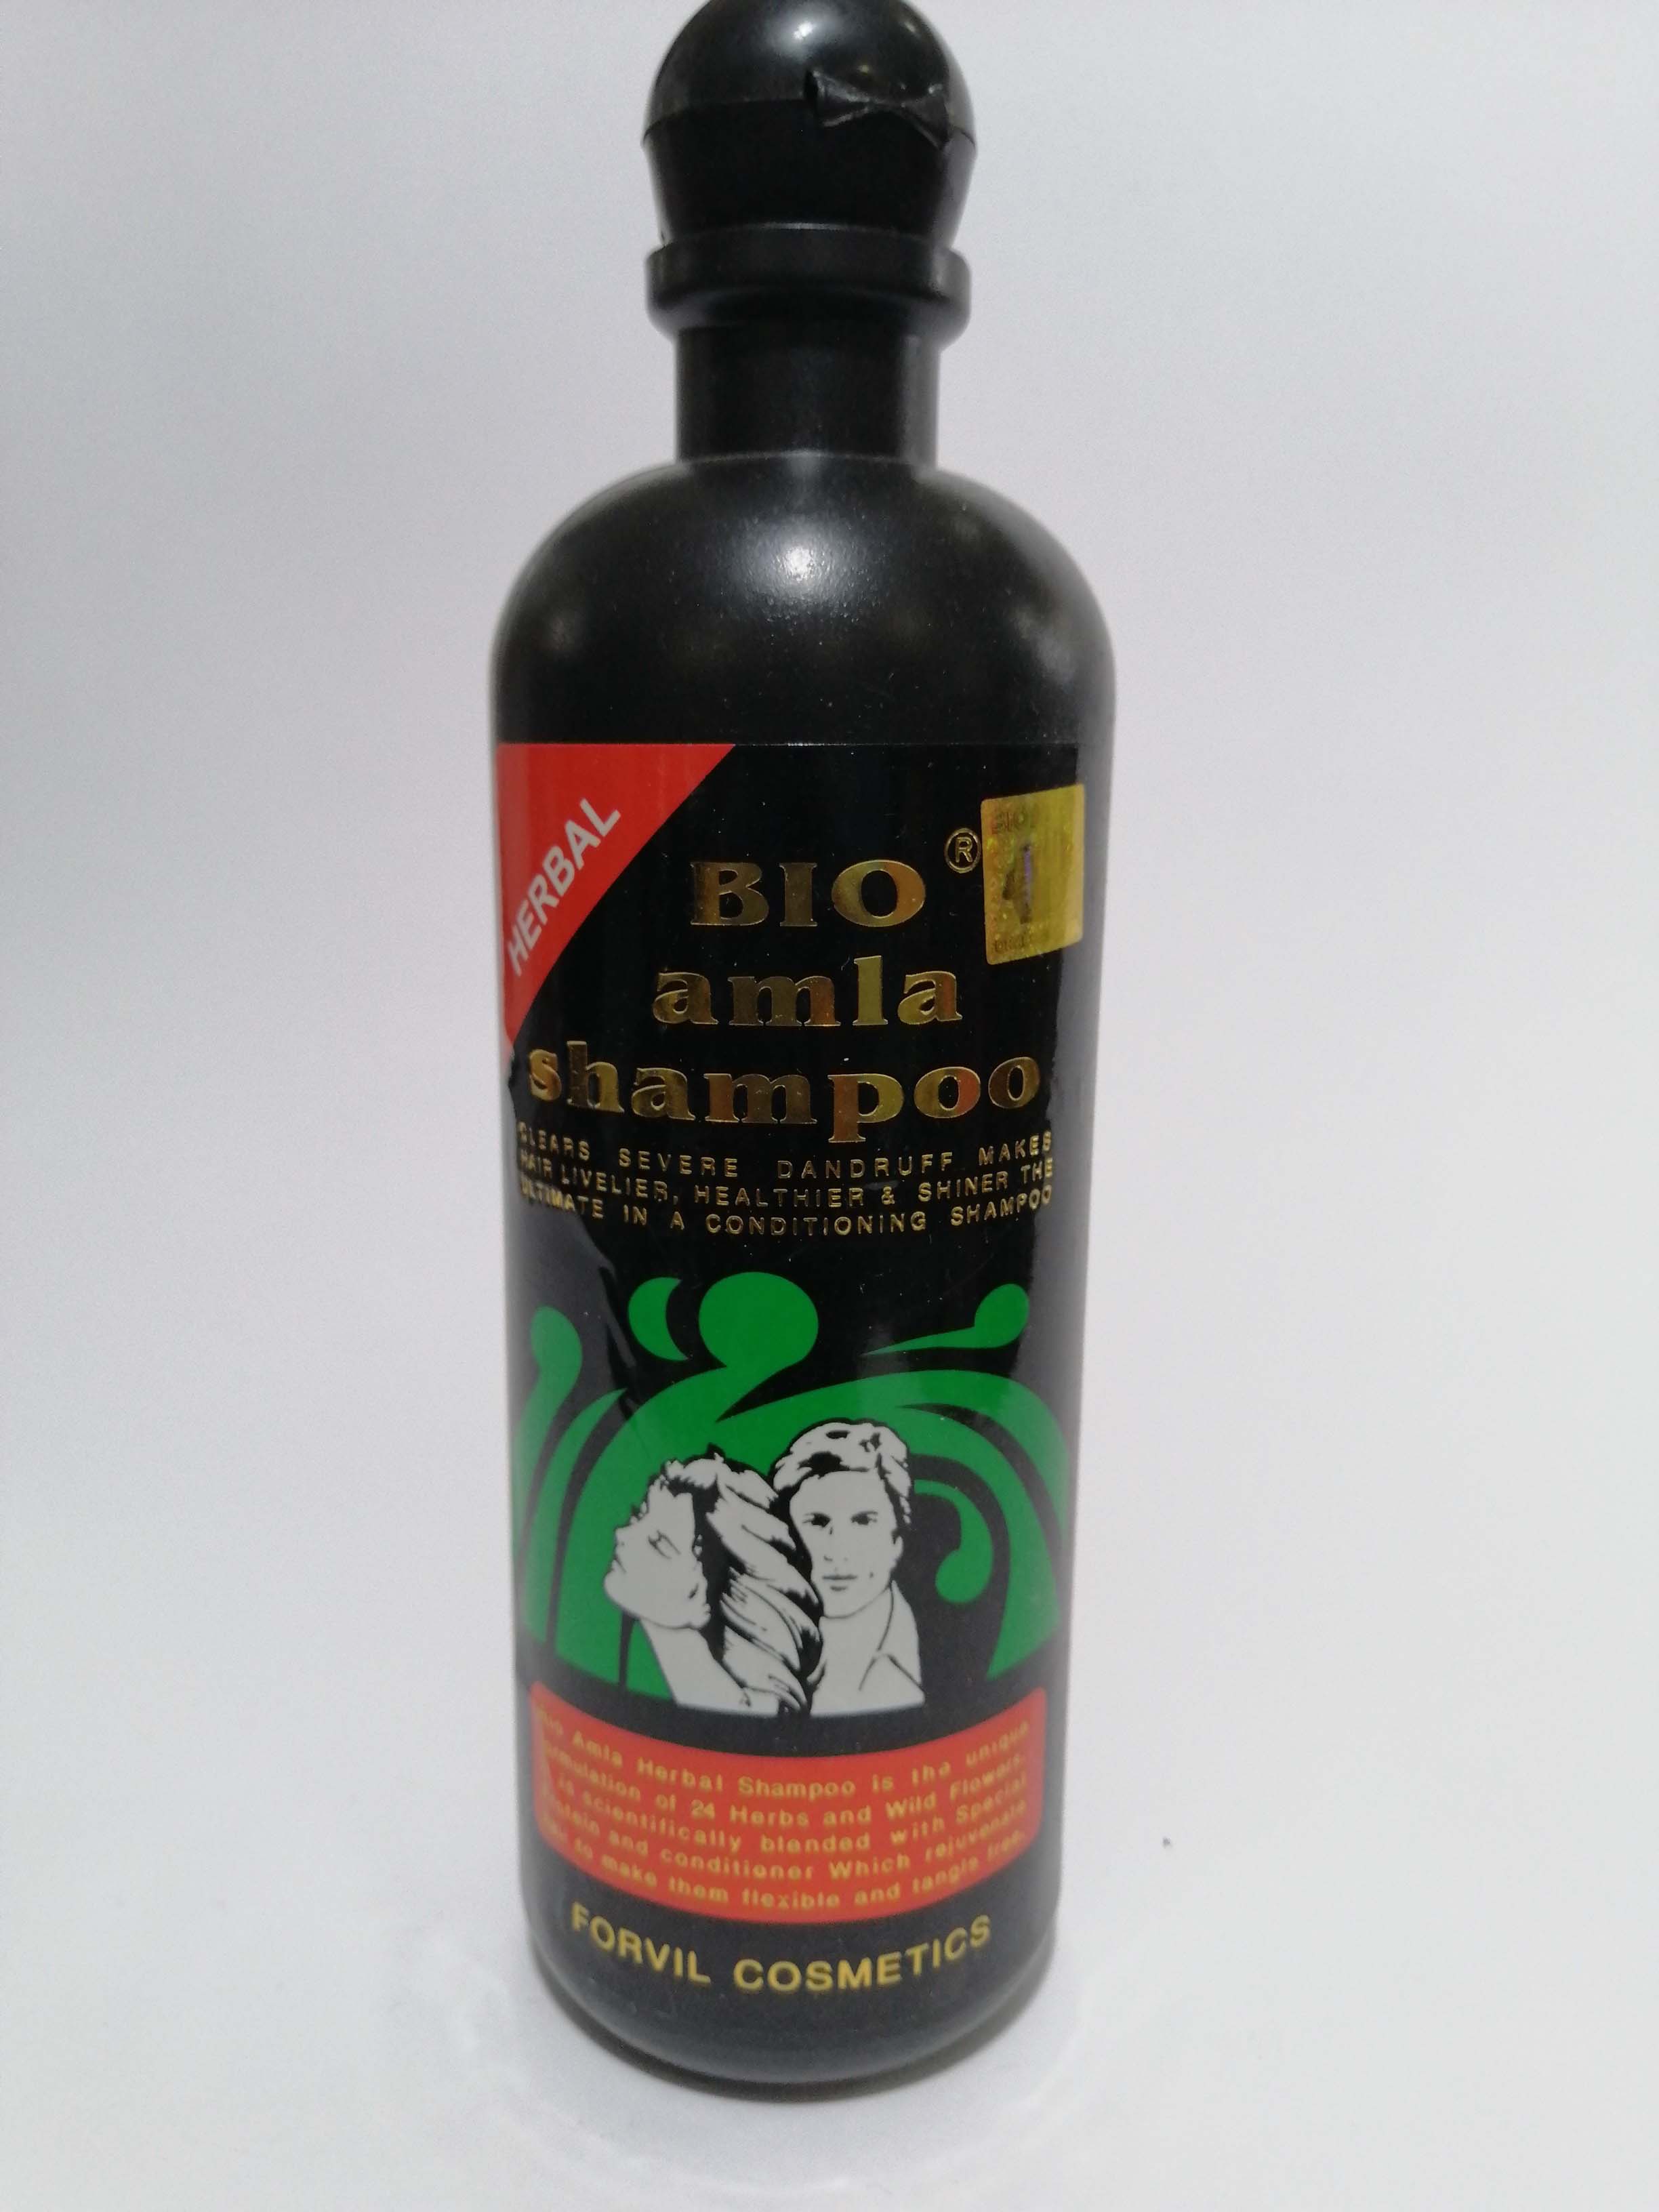 HERBAL
BIO ®
amla
shampoo
CLEARS SEVERE DANDRUFF MAKES
HAIR LIVELIER, HEALTHIER & SHINER THE
ULTIMATE IN A CONDITIONING SHAMPOO
BIO Amla Herbal Shampoo is the unique
formulation of 24 Herbs and Wild Flowers.
scientifically blended with Special
Protein and conditioner Which rejuvenate
to make them flexible and tangle free.
FORVIL COSMETICS